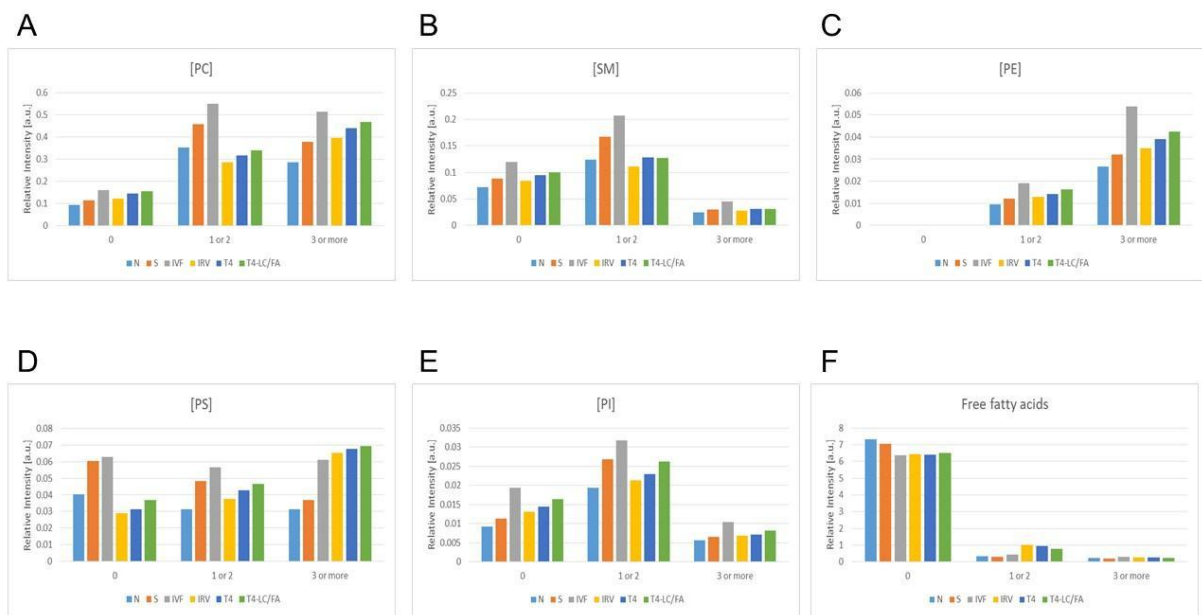 A
[PC]
Relative Intensity [a.u.]
0.6
0.5
0.4
0.3
0.2
0.1
0
0 1 or 2 3 or more
N S IVF IRV T4 T4-LC/FA
B
[SM]
Relative Intensity [a.u.]
0.25
0.2
0.15
0.1
0.05
0
0 1 or 2 3 or more
N S IVF IRV T4 T4-LC/FA
C
[PE]
Relative Intensity [a.u.]
0.06
0.05
0.04
0.03
0.02
0.01
0
0 1 or 2 3 or more
N S IVF IRV T4 T4-LC/FA
D
[PS]
Relative Intensity [a.u.]
0.08
0.07
0.06
0.05
0.04
0.03
0.02
0.01
0
0 1 or 2 3 or more
N S IVF IRV T4 T4-LC/FA
E
[PI]
Relative Intensity [a.u.]
0.035
0.03
0.025
0.02
0.015
0.01
0.005
0
0 1 or 2 3 or more
N S IVF IRV T4 T4-LC/FA
F
Free fatty acids
Relative Intensity [a.u.]
8
7
6
5
4
3
2
1
0
0 1 or 2 3 or more
N S IVF IRV T4 T4-LC/FA